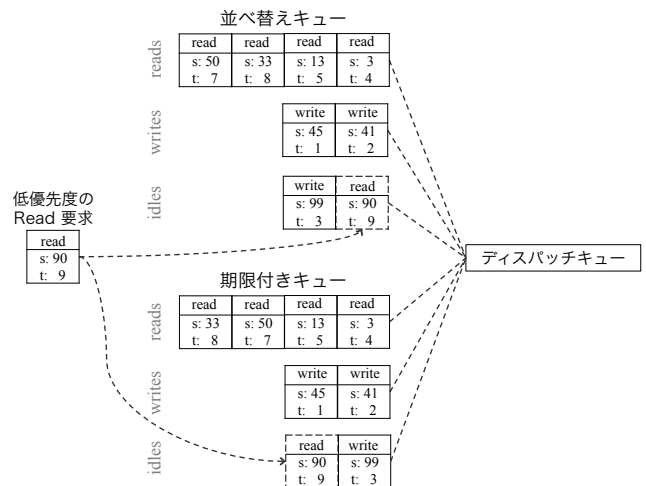 並べ替えキュー
reads
read read read read
s: 50 s: 33 s: 13 s: 3
t: 7 t: 8 t: 5 t: 4
writes
write write
s: 45 s: 41
t: 1 t: 2
idles
write read
s: 99 s: 90
t: 3 t: 9
低優先度の
Read 要求
read
s: 90
t: 9
ディスパッチキュー
期限付きキュー
reads
read read read read
s: 33 s: 50 s: 13 s: 3
t: 8 t: 7 t: 5 t: 4
writes
write write
s: 45 s: 41
t: 1 t: 2
idles
read write
s: 90 s: 99
t: 9 t: 3